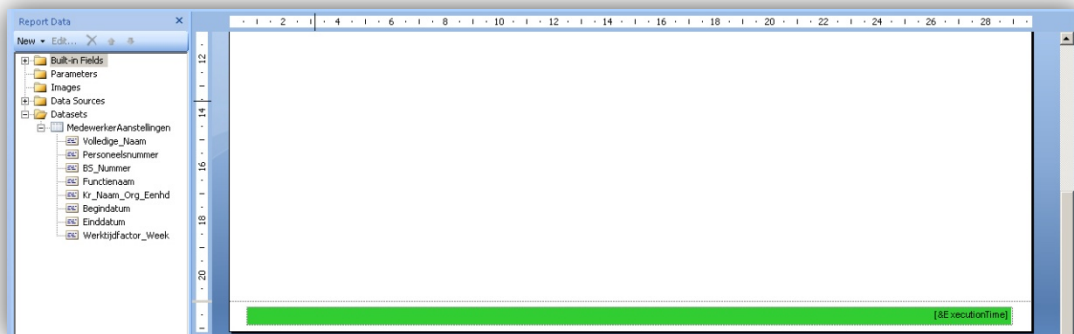 Report Data ×
New Edit...
Built-in Fields
Parameters
Images
Data Sources
Datasets
MedewerkerAanstellingen
Volledige_Naam
Personeelsnummer
BS_Nummer
Functienaam
Kr_Naam_Org_Eenhd
Begindatum
Einddatum
Werktijdfactor_Week
2 4 6 8 10 12 14 16 18 20 22 24 26 28
12
14
16
18
20
[&ExecutionTime]